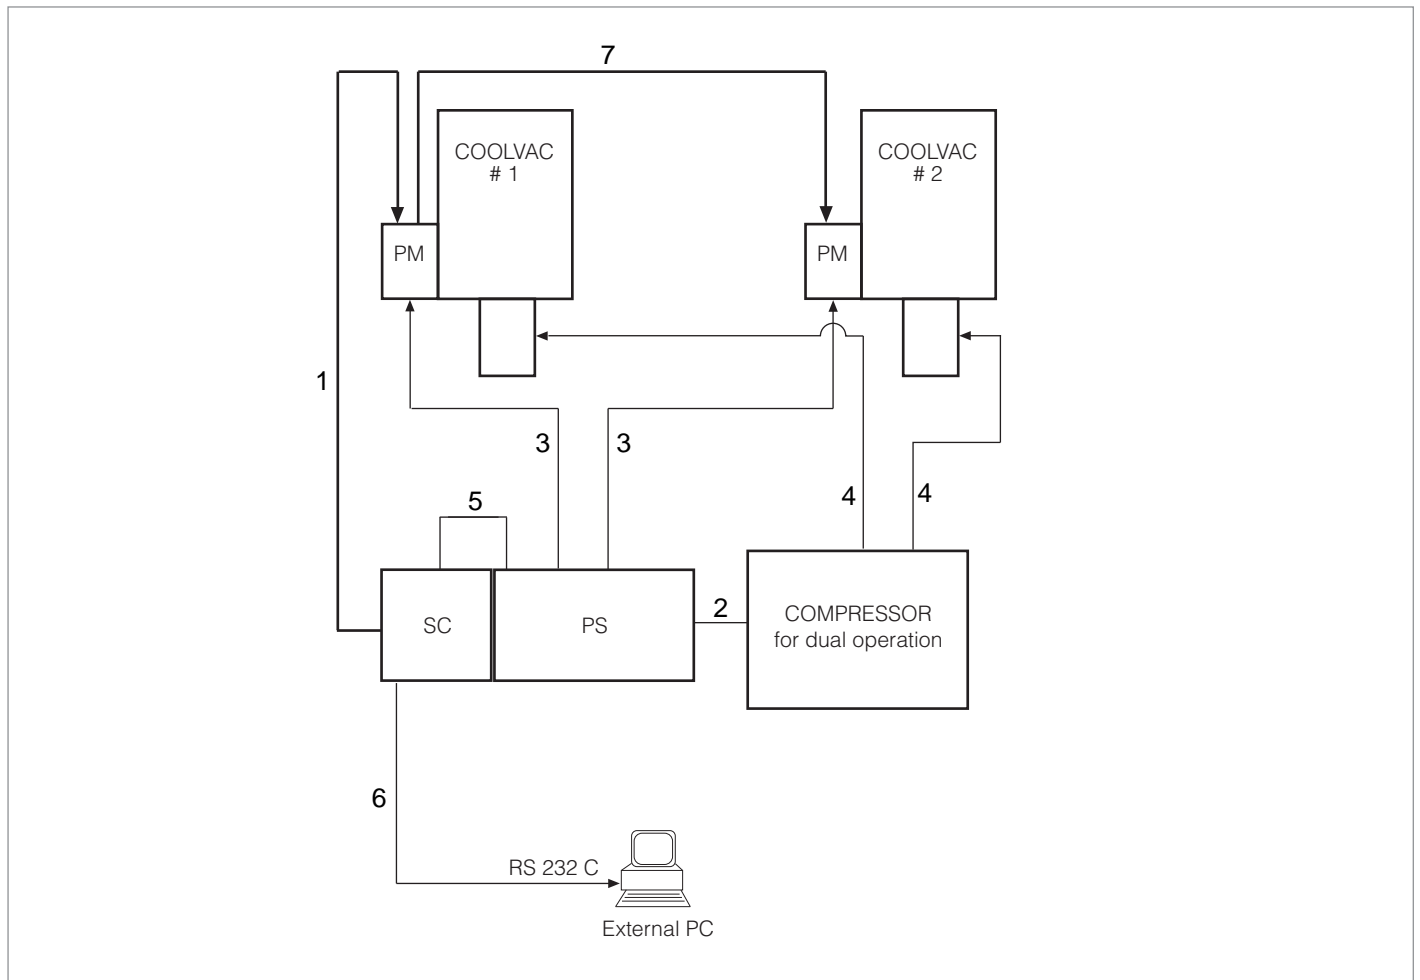 7
COOLVAC
# 1
COOLVAC
# 2
PM
PM
1
3
3
4
4
5
SC
PS
2
COMPRESSOR
for dual operation
6
RS 232 C
External PC